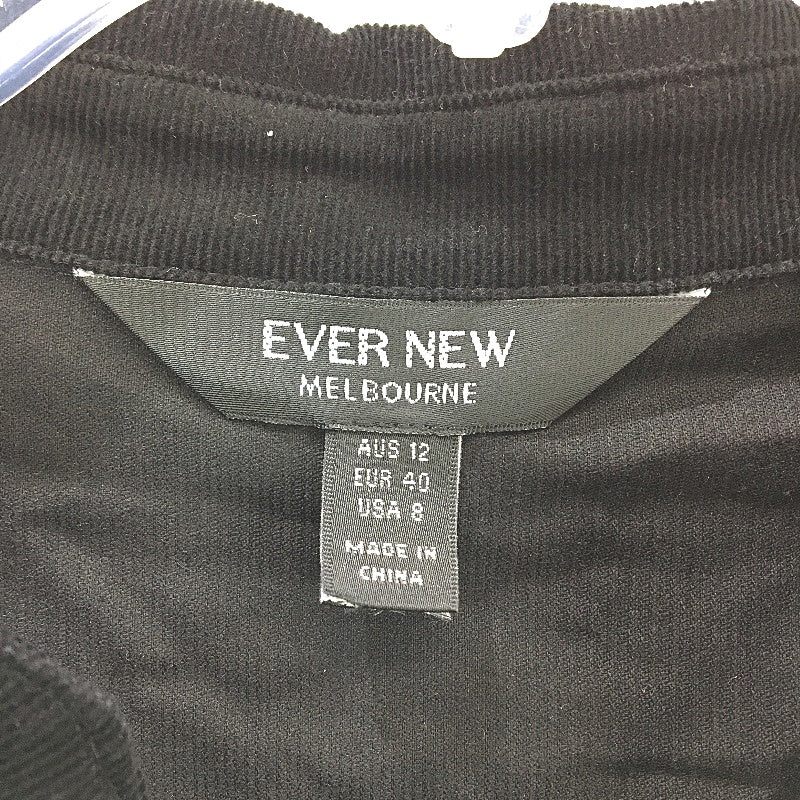 EVER NEW
MELBOURNE
AUS 12
EUR 40
USA 8
MADE IN
CHINA